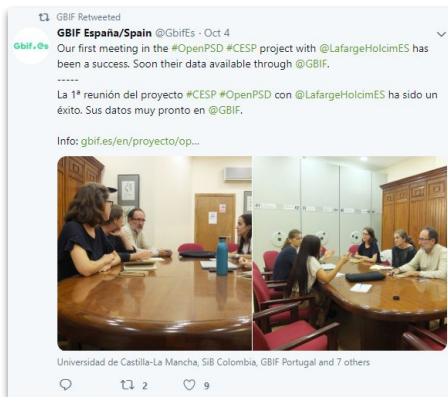 GBIF Retweeted
Gbif.es
GBIF España/Spain @GbifEs · Oct 4
Our first meeting in the #OpenPSD #CESP project with @LafargeHolcimES has
been a success. Soon their data available through @GBIF.
-----
La 1ª reunión del proyecto #CESP #OpenPSD con @LafargeHolcimES ha sido un
éxito. Sus datos muy pronto en @GBIF.
Info: gbif.es/en/proyecto/op...
Universidad de Castilla-La Mancha, SiB Colombia, GBIF Portugal and 7 others
2 9